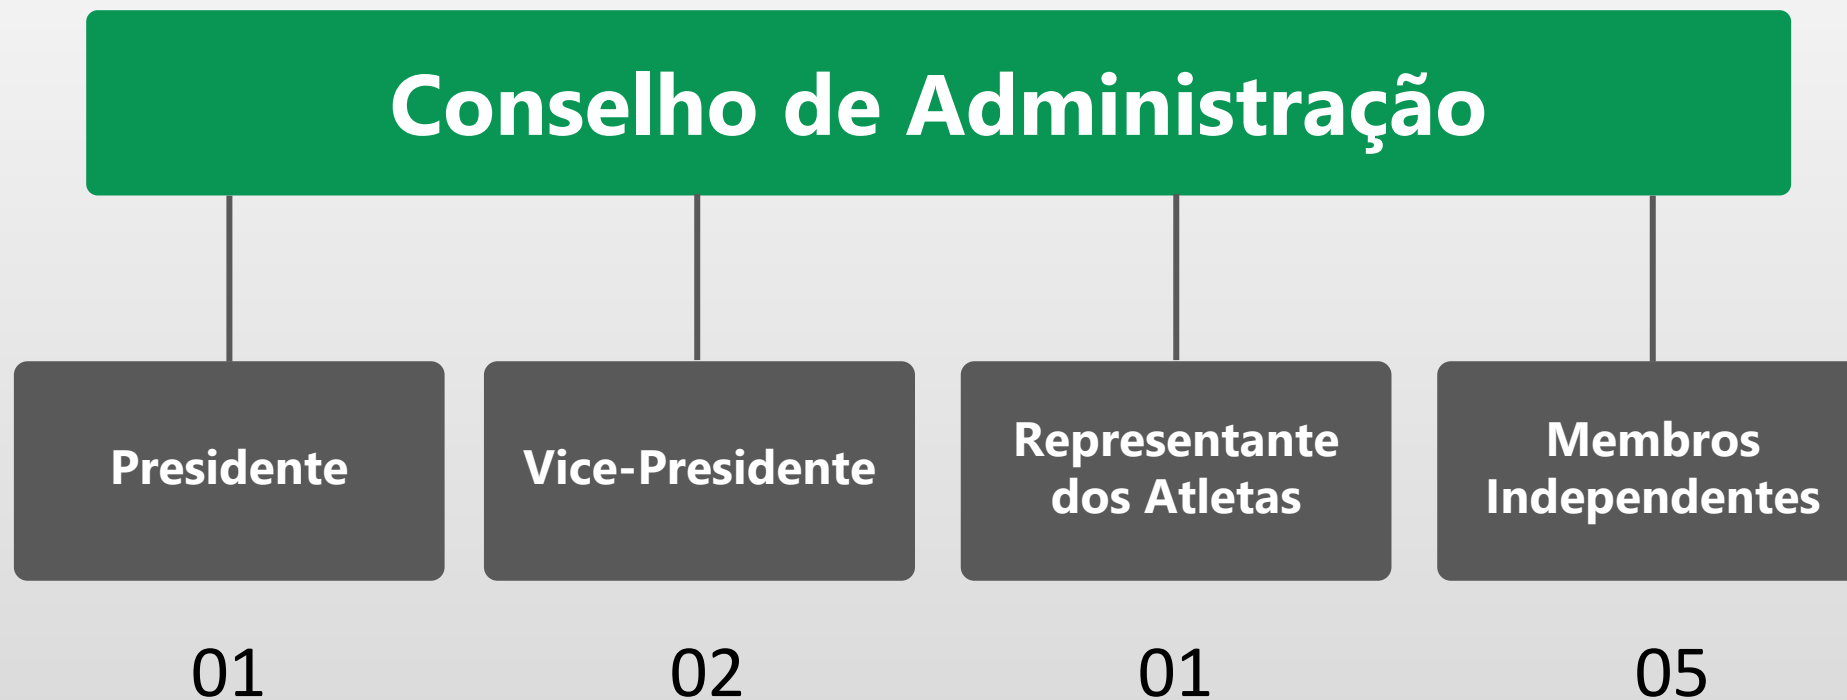 Conselho de Administração
Presidente
Vice-Presidente
Representante
dos Atletas
Membros
Independentes
01
02
01
05